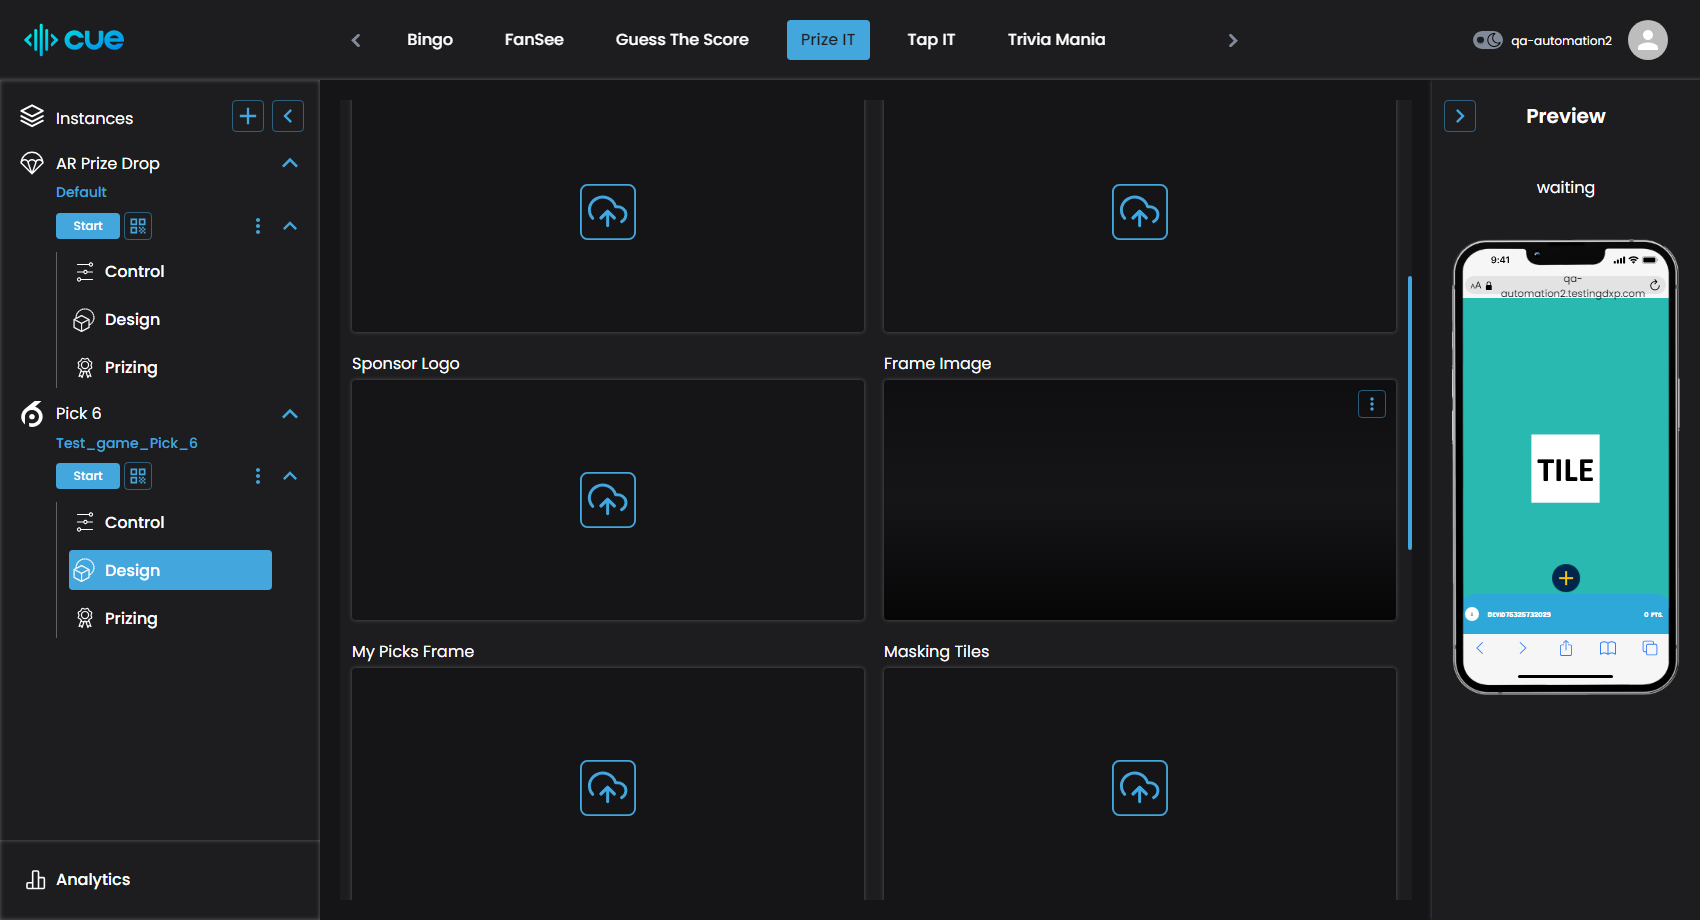 cue
Bingo
FanSee
Guess The Score
Prize IT
Tap IT
Trivia Mania
qa-automation2
Instances
AR Prize Drop
Default
Start
Control
Design
Prizing
Pick 6
Test_game_Pick_6
Start
Control
Design
Prizing
Analytics
Sponsor Logo
Frame Image
My Picks Frame
Masking Tiles
Preview
waiting
9:41
qa-
AA automation2.testingdxp.com
TILE
0 PTS.